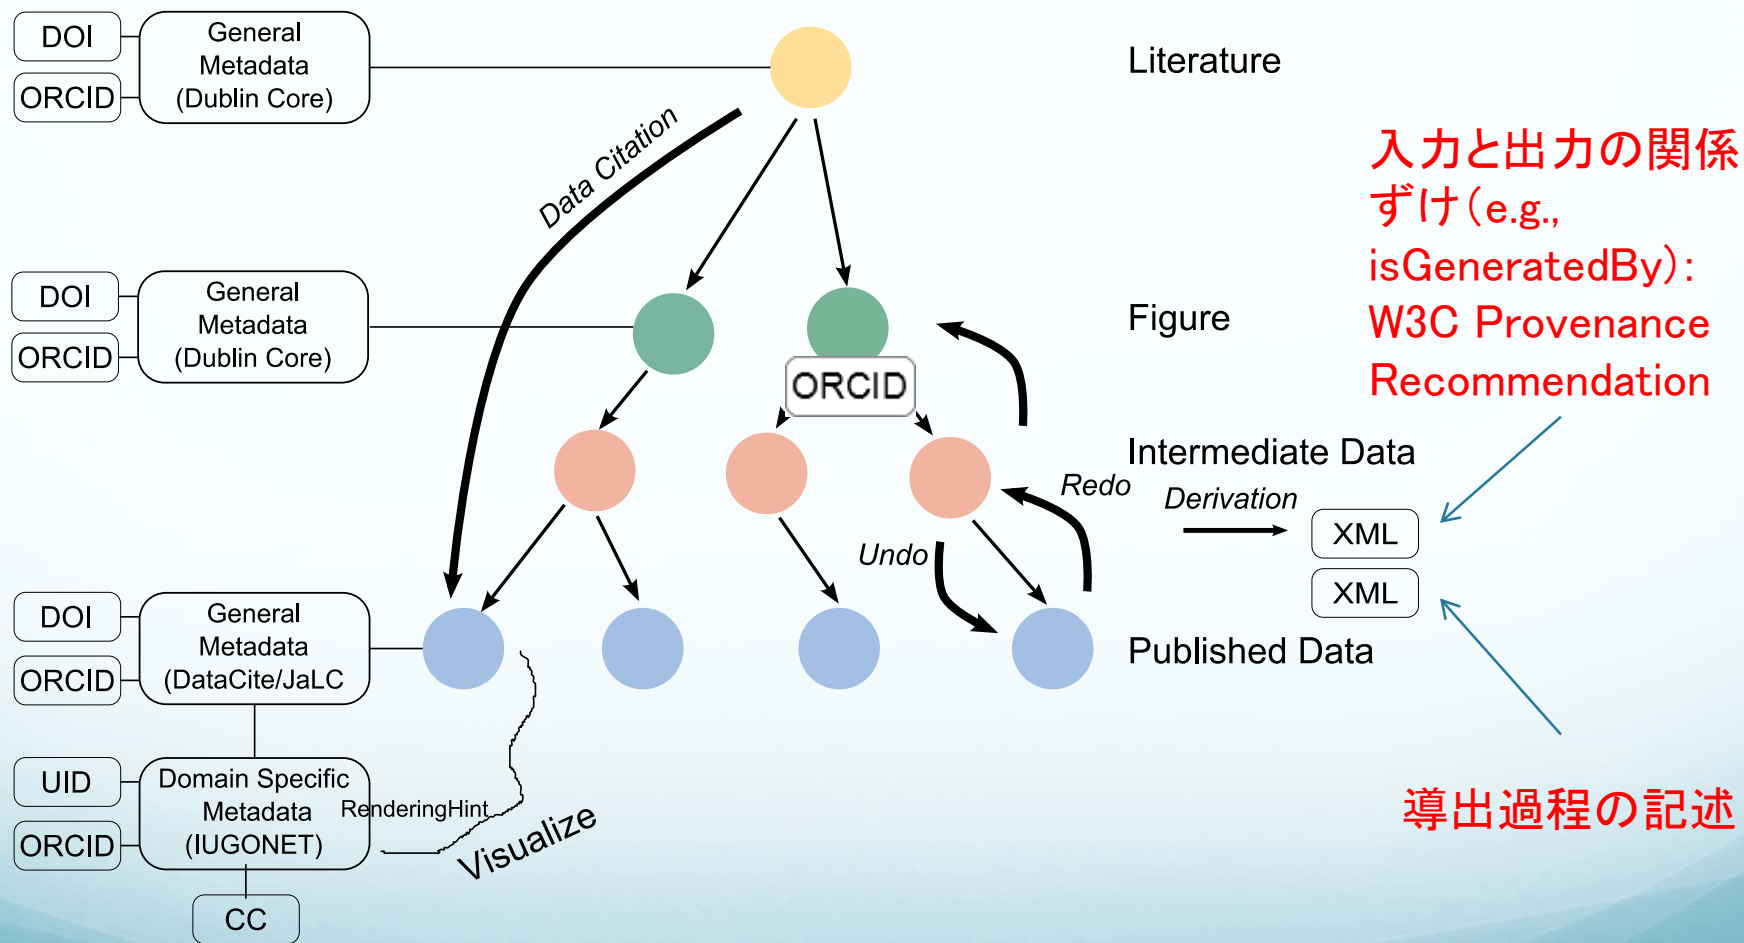 DOI
ORCID
General
Metadata
(Dublin Core)
Literature
Data Citation
入力と出力の関係
ずけ(e.g.,
isGeneratedBy):
W3C Provenance
Recommendation
DOI
ORCID
General
Metadata
(Dublin Core)
Figure
ORCID
Intermediate Data
Redo
Derivation
XML
XML
Undo
DOI
ORCID
General
Metadata
(DataCite/JaLC
Published Data
UID
ORCID
Domain Specific
Metadata
(IUGONET)
RenderingHint
Visualize
導出過程の記述
CC